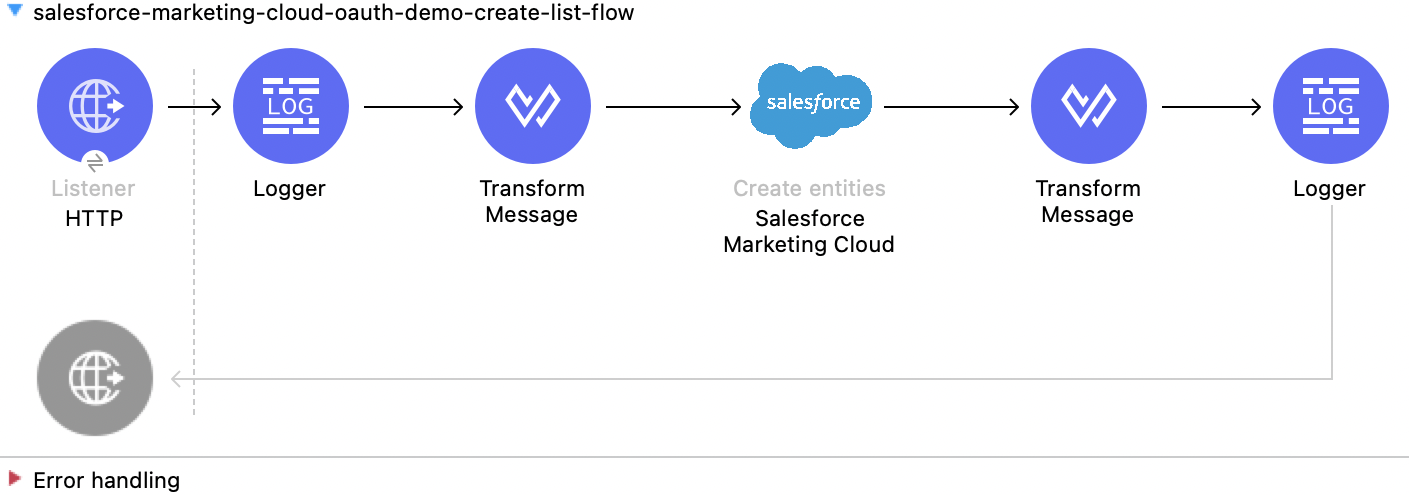 salesforce-marketing-cloud-oauth-demo-create-list-flow
LOG
salesforce
LOG
Listener
HTTP
Logger
Transform
Message
Create entities
Salesforce
Marketing Cloud
Transform
Message
Logger
Error handling